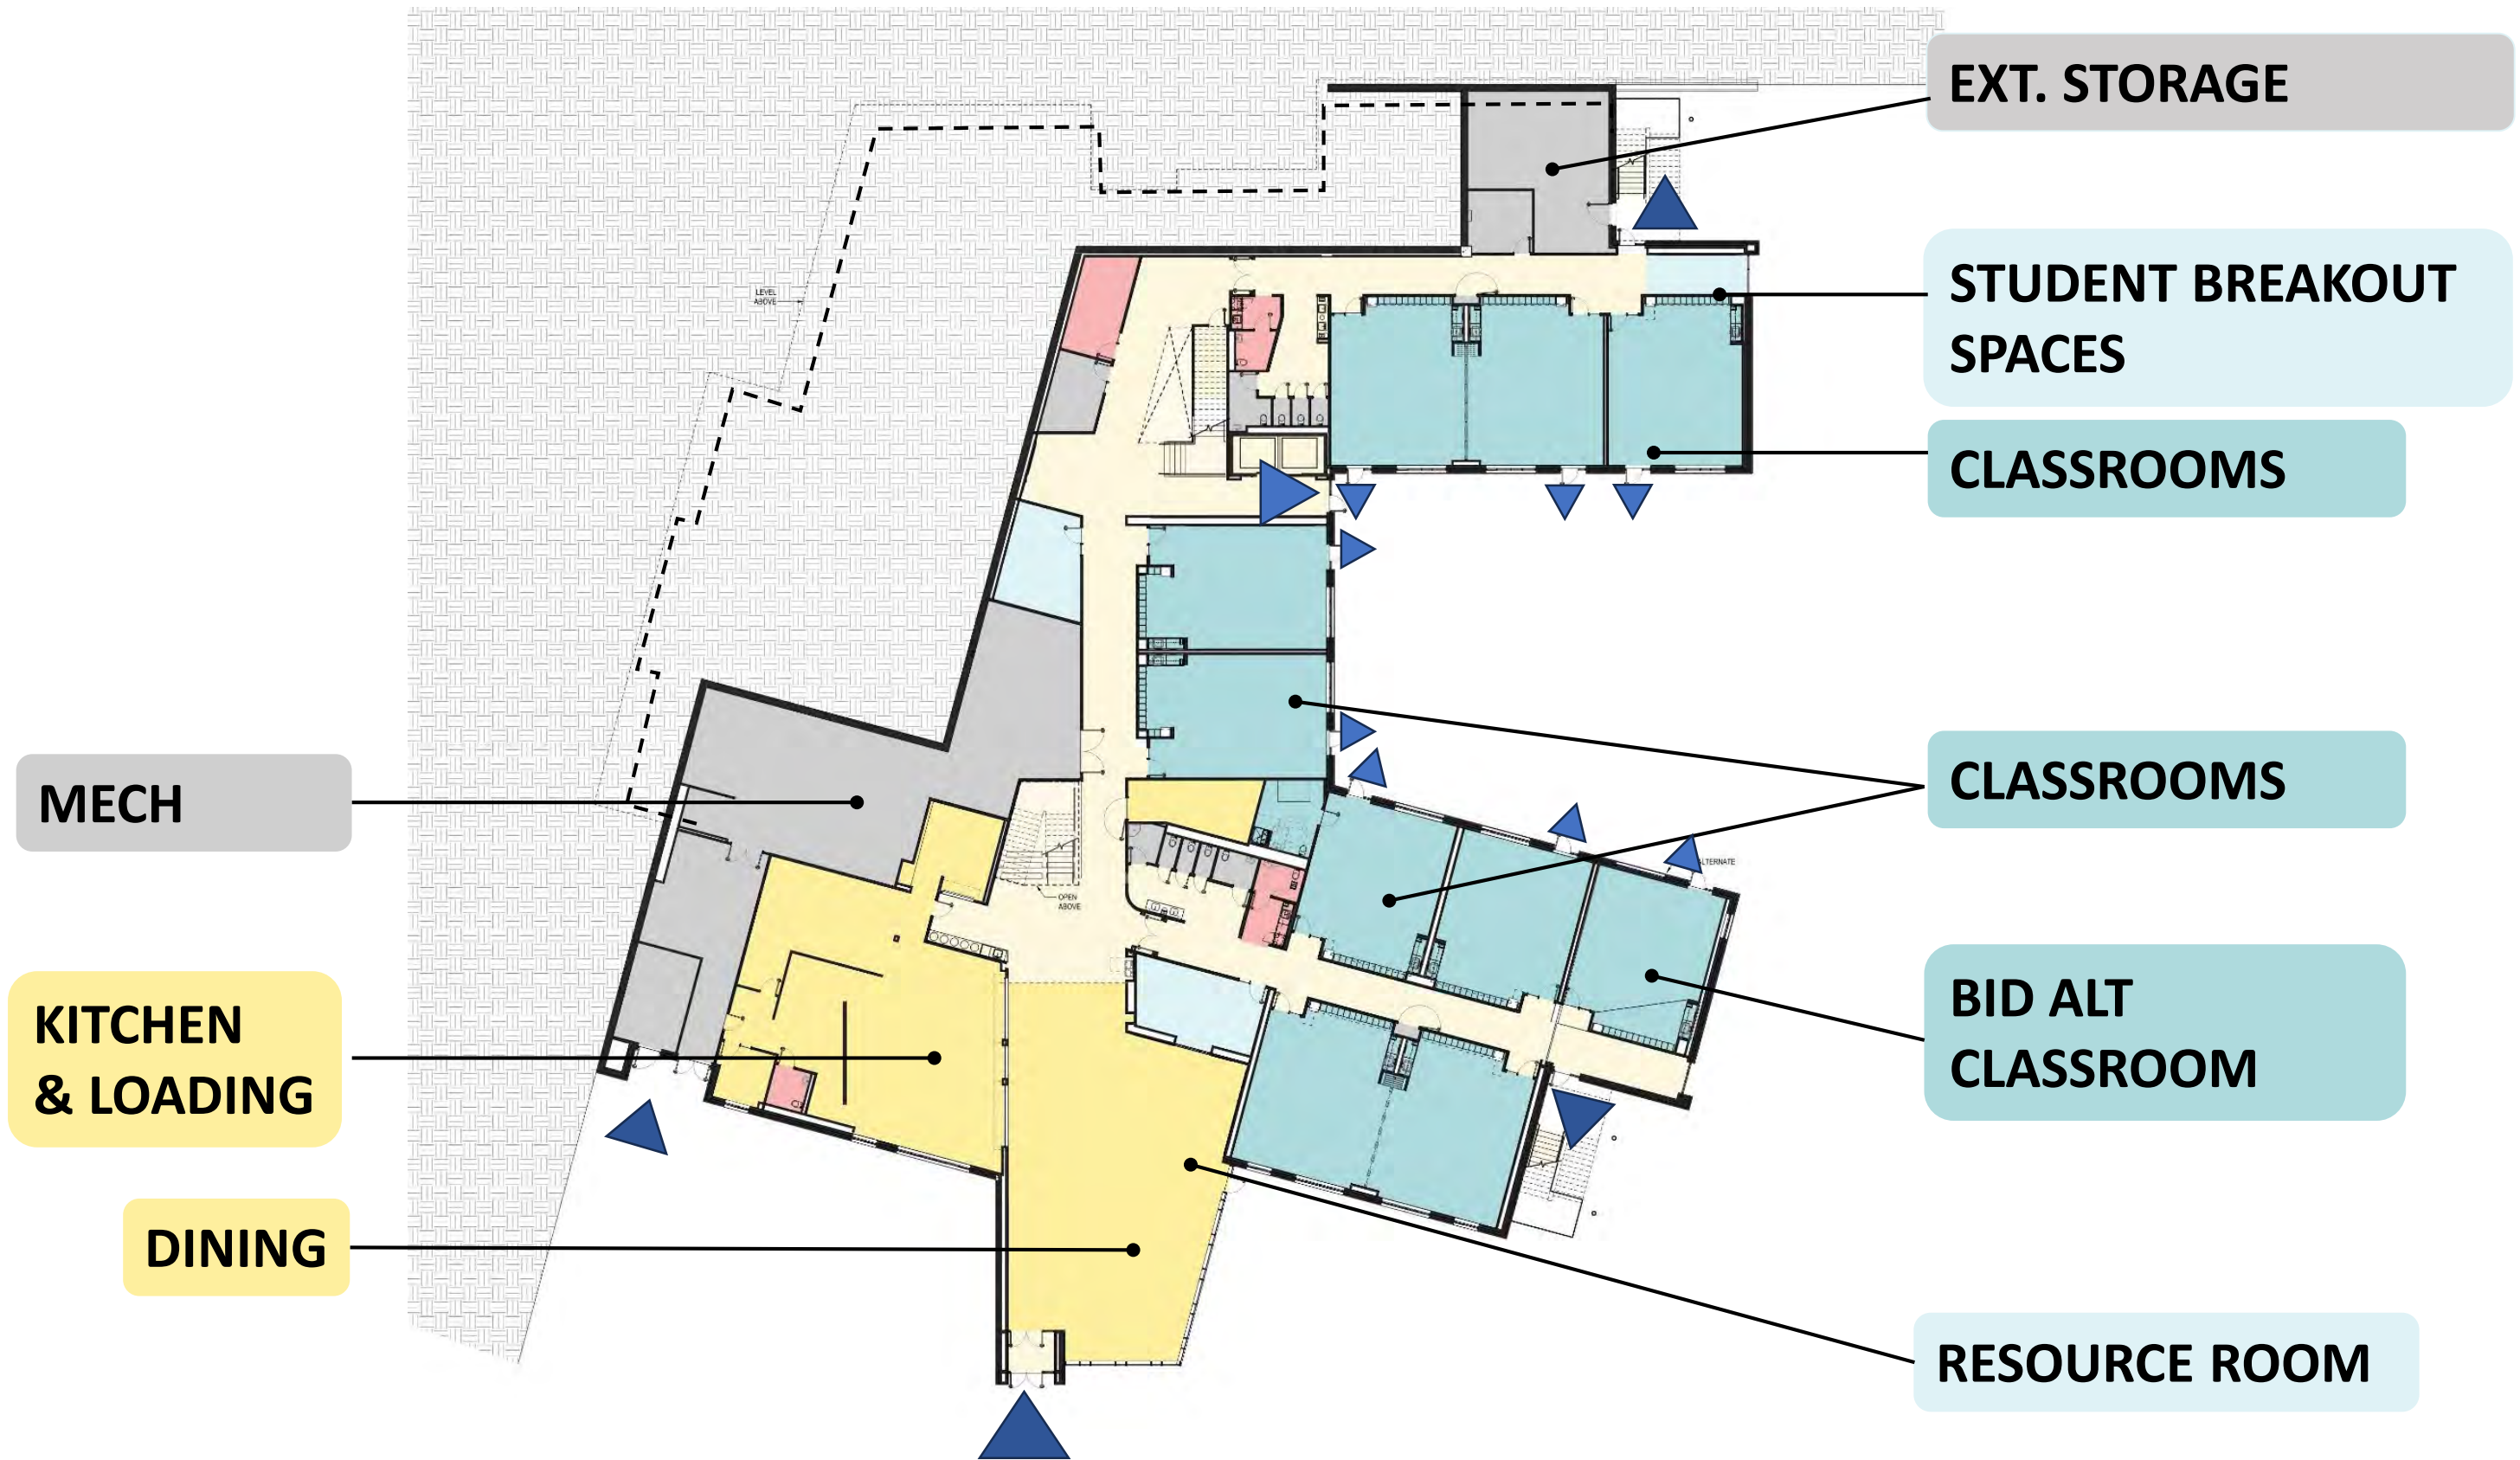 EXT. STORAGE
STUDENT BREAKOUT
SPACES
CLASSROOMS
LEVEL
ABOVE
MECH
CLASSROOMS
ALTERNATE
OPEN
ABOVE
KITCHEN
& LOADING
BID ALT
CLASSROOM
DINING
RESOURCE ROOM